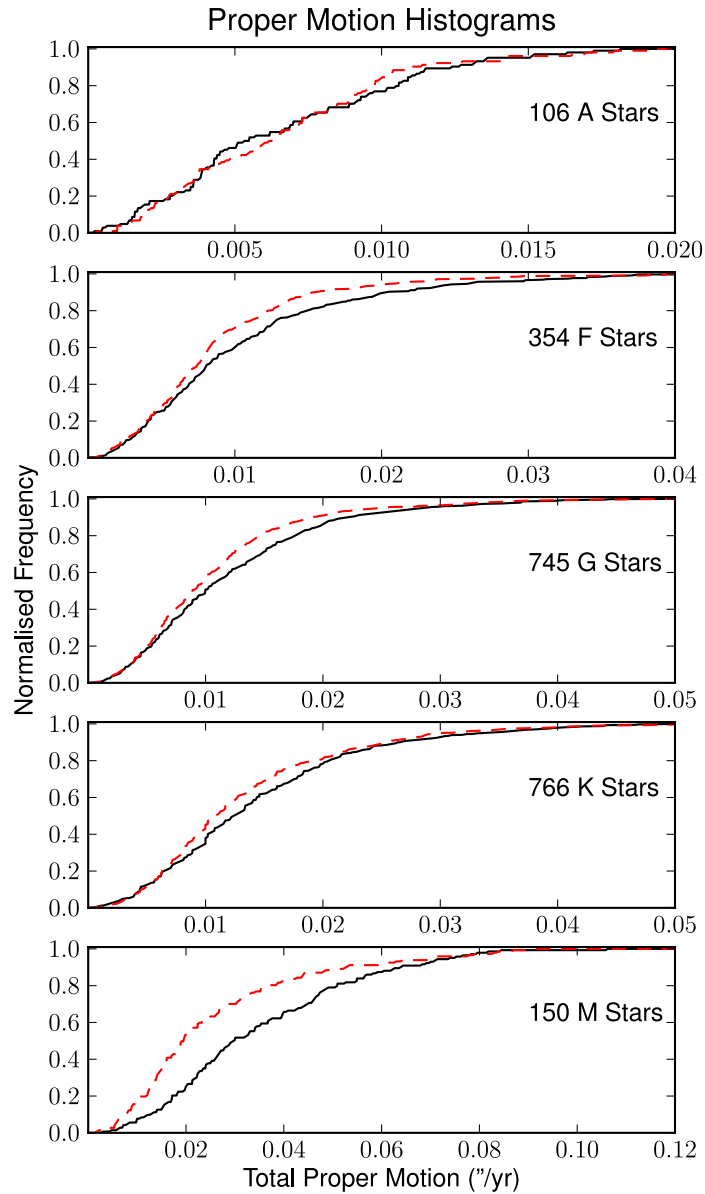 Proper Motion Histograms
1.0
0.8
0.6
0.4
0.2
0.0
106 A Stars
0.005 0.010 0.015 0.020
1.0
0.8
0.6
0.4
0.2
0.0
354 F Stars
0.01 0.02 0.03 0.04
Normalised Frequency
1.0
0.8
0.6
0.4
0.2
0.0
745 G Stars
0.01 0.02 0.03 0.04 0.05
1.0
0.8
0.6
0.4
0.2
0.0
766 K Stars
0.01 0.02 0.03 0.04 0.05
1.0
0.8
0.6
0.4
0.2
0.0
150 M Stars
0.02 0.04 0.06 0.08 0.10 0.12
Total Proper Motion ("/yr)